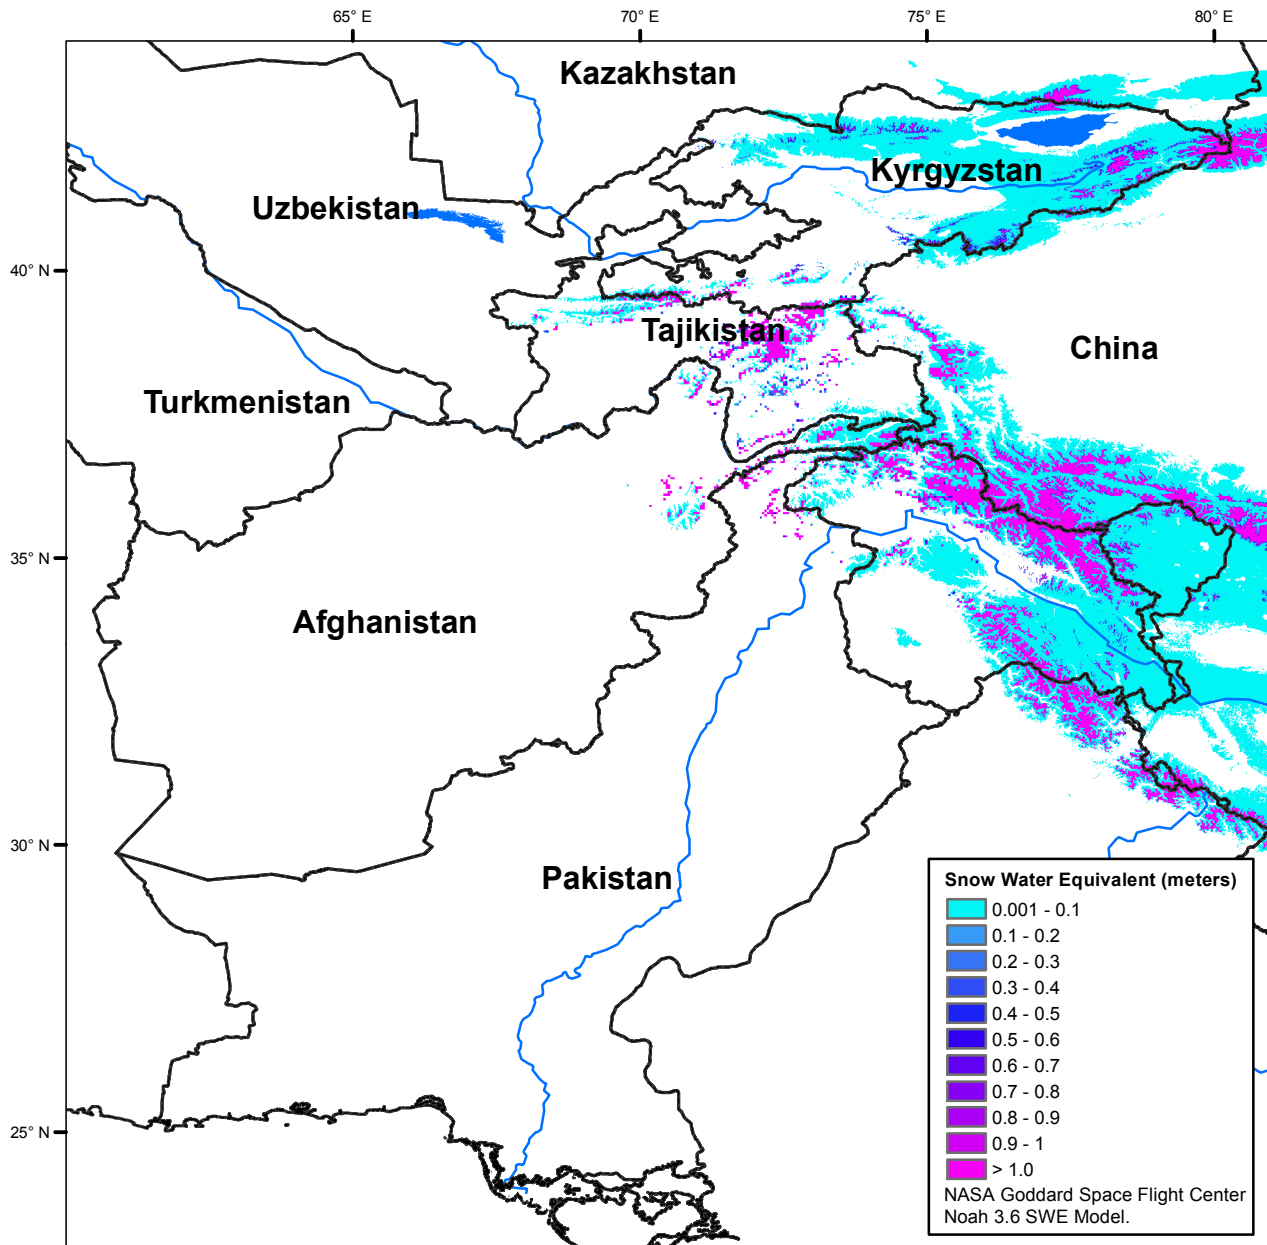 65° E
70° E
75° E
80° E
Kazakhstan
Kyrgyzstan
Uzbekistan
40° N
Tajikistan
China
Turkmenistan
35° N
Afghanistan
30° N
Pakistan
25° N
Snow Water Equivalent (meters)
0.001 - 0.1
0.1 - 0.2
0.2 - 0.3
0.3 - 0.4
0.4 - 0.5
0.5 - 0.6
0.6 - 0.7
0.7 - 0.8
0.8 - 0.9
0.9 - 1
> 1.0
NASA Goddard Space Flight Center
Noah 3.6 SWE Model.